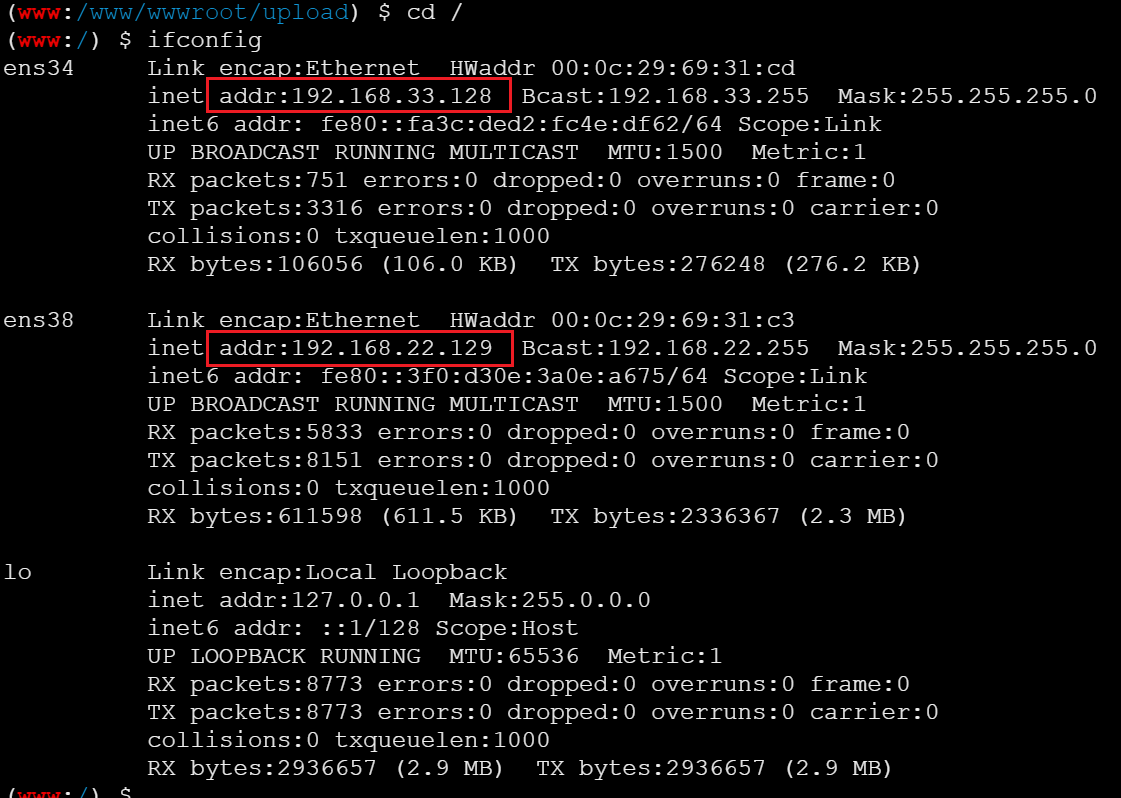 (www:/www/wwwroot/upload) $ cd /
(www:/) $ ifconfig
ens34     Link encap:Ethernet  HWaddr 00:0c:29:69:31:cd
          inet addr:192.168.33.128  Bcast:192.168.33.255  Mask:255.255.255.0
          inet6 addr: fe80::fa3c:ded2:fc4e:df62/64 Scope:Link
          UP BROADCAST RUNNING MULTICAST  MTU:1500  Metric:1
          RX packets:751 errors:0 dropped:0 overruns:0 frame:0
          TX packets:3316 errors:0 dropped:0 overruns:0 carrier:0
          collisions:0 txqueuelen:1000
          RX bytes:106056 (106.0 KB)  TX bytes:276248 (276.2 KB)

ens38     Link encap:Ethernet  HWaddr 00:0c:29:69:31:c3
          inet addr:192.168.22.129  Bcast:192.168.22.255  Mask:255.255.255.0
          inet6 addr: fe80::3f0:d30e:3a0e:a675/64 Scope:Link
          UP BROADCAST RUNNING MULTICAST  MTU:1500  Metric:1
          RX packets:5833 errors:0 dropped:0 overruns:0 frame:0
          TX packets:8151 errors:0 dropped:0 overruns:0 carrier:0
          collisions:0 txqueuelen:1000
          RX bytes:611598 (611.5 KB)  TX bytes:2336367 (2.3 MB)

lo        Link encap:Local Loopback
          inet addr:127.0.0.1  Mask:255.0.0.0
          inet6 addr: ::1/128 Scope:Host
          UP LOOPBACK RUNNING  MTU:65536  Metric:1
          RX packets:8773 errors:0 dropped:0 overruns:0 frame:0
          TX packets:8773 errors:0 dropped:0 overruns:0 carrier:0
          collisions:0 txqueuelen:1000
          RX bytes:2936657 (2.9 MB)  TX bytes:2936657 (2.9 MB)
(www:/) $